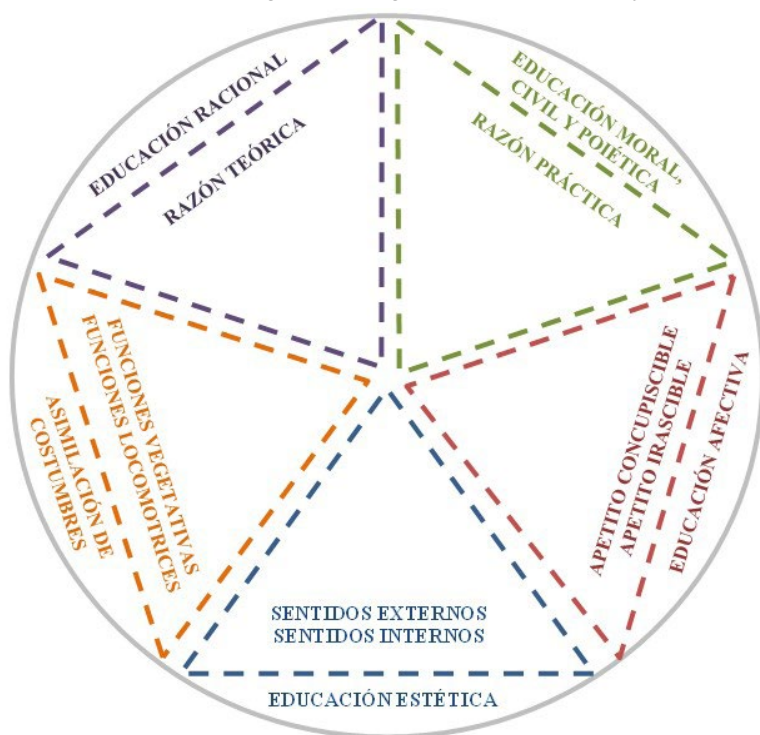 EDUCACIÓN RACIONAL
RAZÓN TEÓRICA
EDUCACIÓN MORAL,
CIVIL Y POIÉTICA
RAZÓN PRÁCTICA
FUNCIONES VEGETATIVAS
FUNCIONES LOCOMOTRICES
ASIMILACIÓN DE
COSTUMBRES
APETITO CONCUPISCIBLE
APETITO IRASCIBLE
EDUCACIÓN AFECTIVA
SENTIDOS EXTERNOS
SENTIDOS INTERNOS
EDUCACIÓN ESTÉTICA